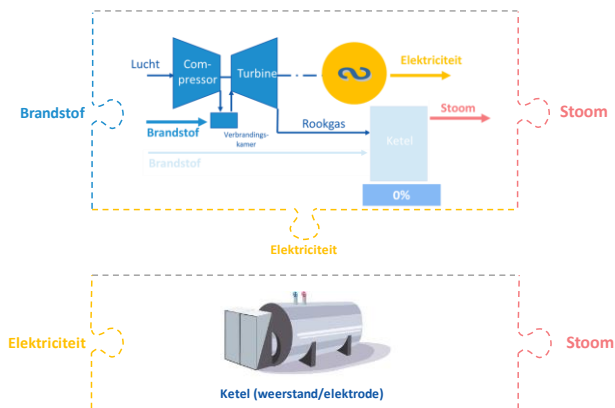 Elektriciteit
Lucht
Com-
pressor
Turbine
Brandstof
Brandstof
Verbrandings-
kamer
Rookgas
Stoom
Stoom
Brandstof
Ketel
0%
Elektriciteit
Elektriciteit
Stoom
Ketel (weerstand/elektrode)